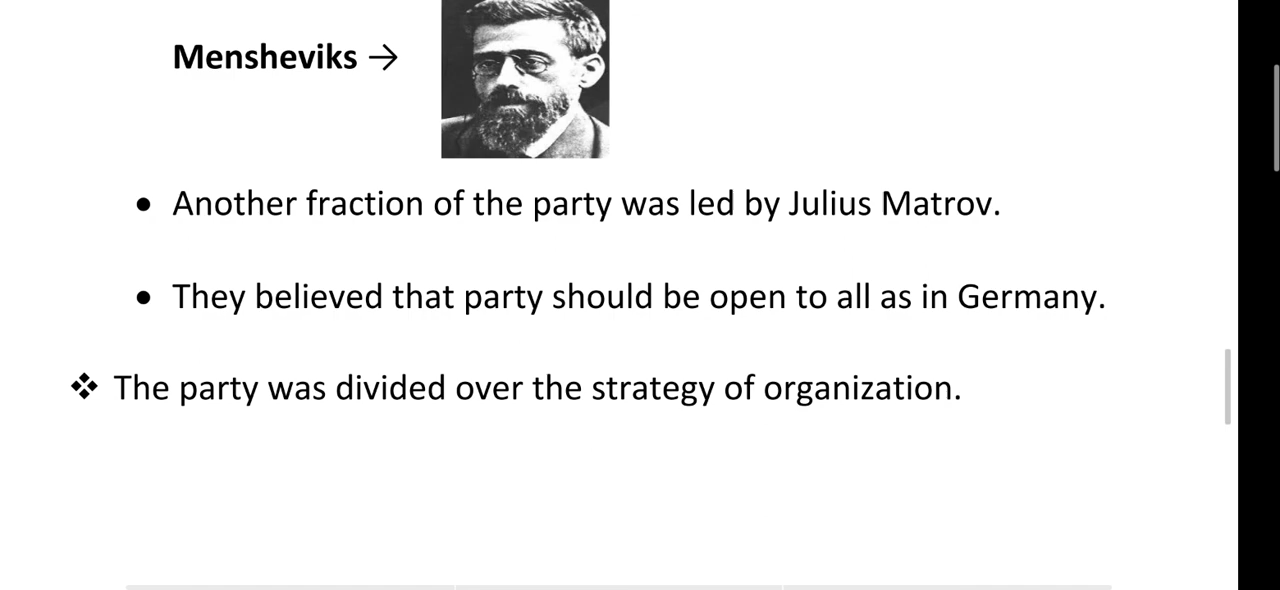 Mensheviks →
• Another fraction of the party was led by Julius Matrov.
• They believed that party should be open to all as in Germany.
❖ The party was divided over the strategy of organization.